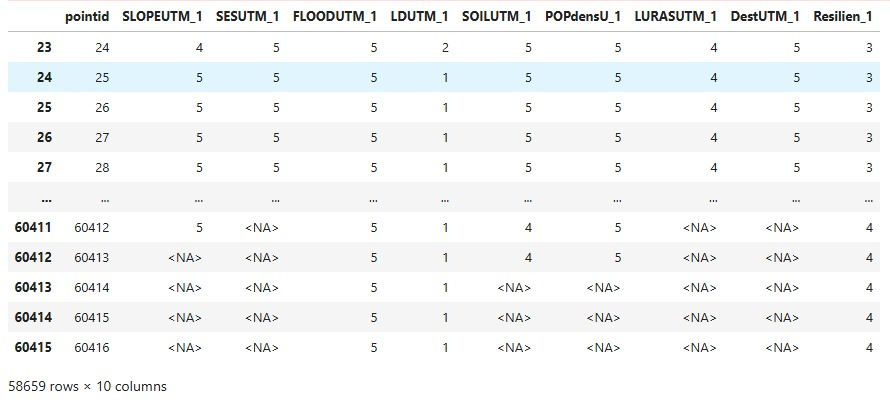 pointid SLOPEUTM_1 SESUTM_1 FLOODUTM_1 LDUTM_1 SOILUTM_1 POPdensU_1 LURASUTM_1 DestUTM_1 Resilien_1
23 24 4 5 5 2 5 5 4 5 3
24 25 5 5 5 1 5 5 4 5 3
25 26 5 5 5 1 5 5 4 5 3
26 27 5 5 5 1 5 5 4 5 3
27 28 5 5 5 1 5 5 4 5 3
... ... ... ... ... ... ... ... ... ... ...
60411 60412 5 <NA> 5 1 4 5 <NA> <NA> 4
60412 60413 <NA> <NA> 5 1 4 5 <NA> <NA> 4
60413 60414 <NA> <NA> 5 1 <NA> <NA> <NA> <NA> 4
60414 60415 <NA> <NA> 5 1 <NA> <NA> <NA> <NA> 4
60415 60416 <NA> <NA> 5 1 <NA> <NA> <NA> <NA> 4
58659 rows × 10 columns